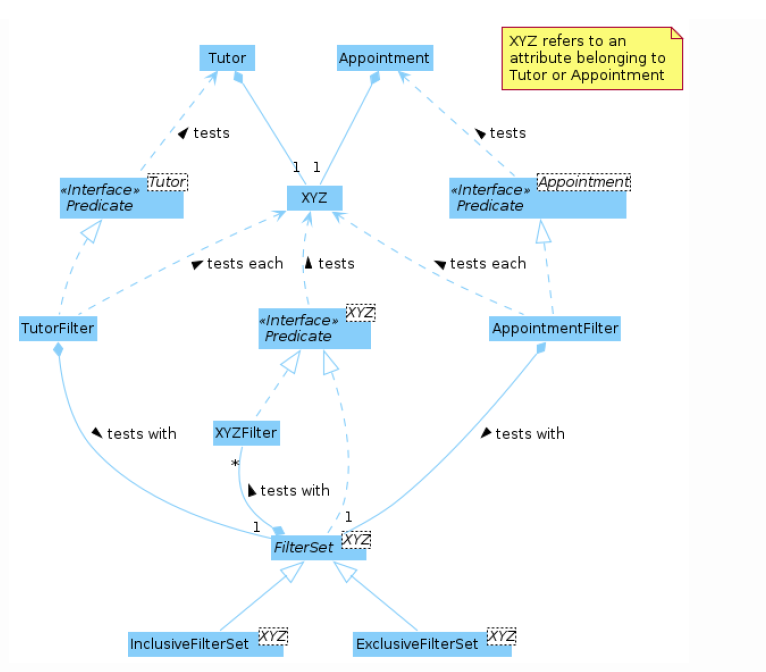 Tutor
Appointment
XYZ refers to an
attribute belonging to
Tutor or Appointment
tests
tests
1 1
«Interface»
Predicate
Tutor
XYZ
«Interface»
Predicate
Appointment
tests each
tests
tests each
TutorFilter
«Interface»
Predicate
XYZ
AppointmentFilter
tests with
XYZFilter
tests with
*
tests with
1
1
FilterSet
XYZ
InclusiveFilterSet
XYZ
ExclusiveFilterSet
XYZ